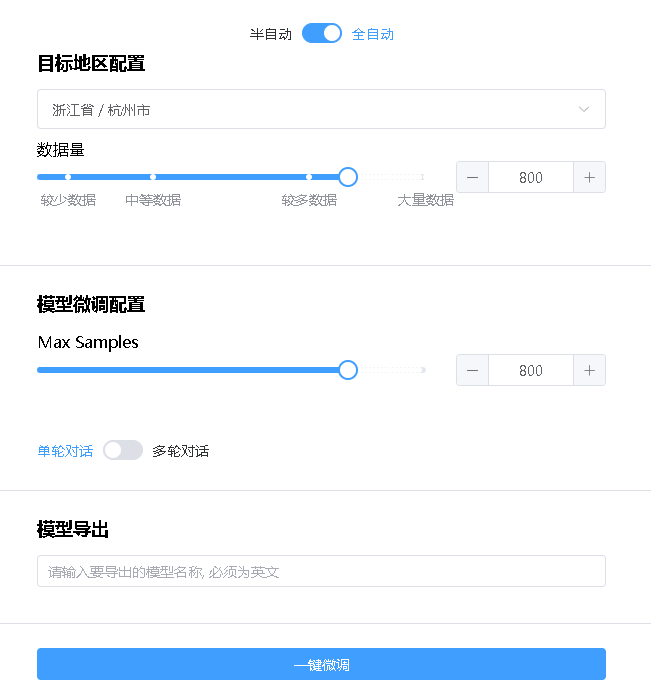 半自动 全自动
目标地区配置
浙江省 / 杭州市
数据量
800
较少数据 中等数据 较多数据 大量数据
模型微调配置
Max Samples
800
单轮对话 多轮对话
模型导出
请输入要导出的模型名称, 必须为英文
一键微调